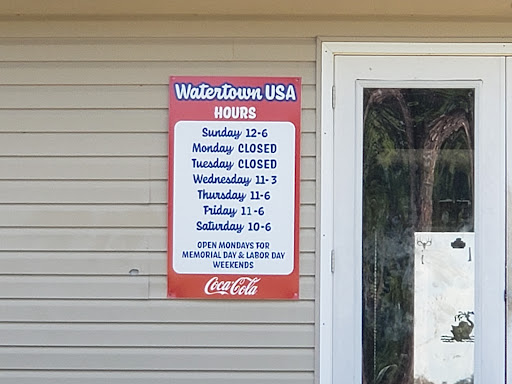 Watertown USA
HOURS
Sunday 12-6
Monday CLOSED
Tuesday CLOSED
Wednesday 11-3
Thursday 11-6
Friday 11-6
Saturday 10-6
OPEN MONDAYS FOR
MEMORIAL DAY & LABOR DAY
WEEKENDS
Coca-Cola